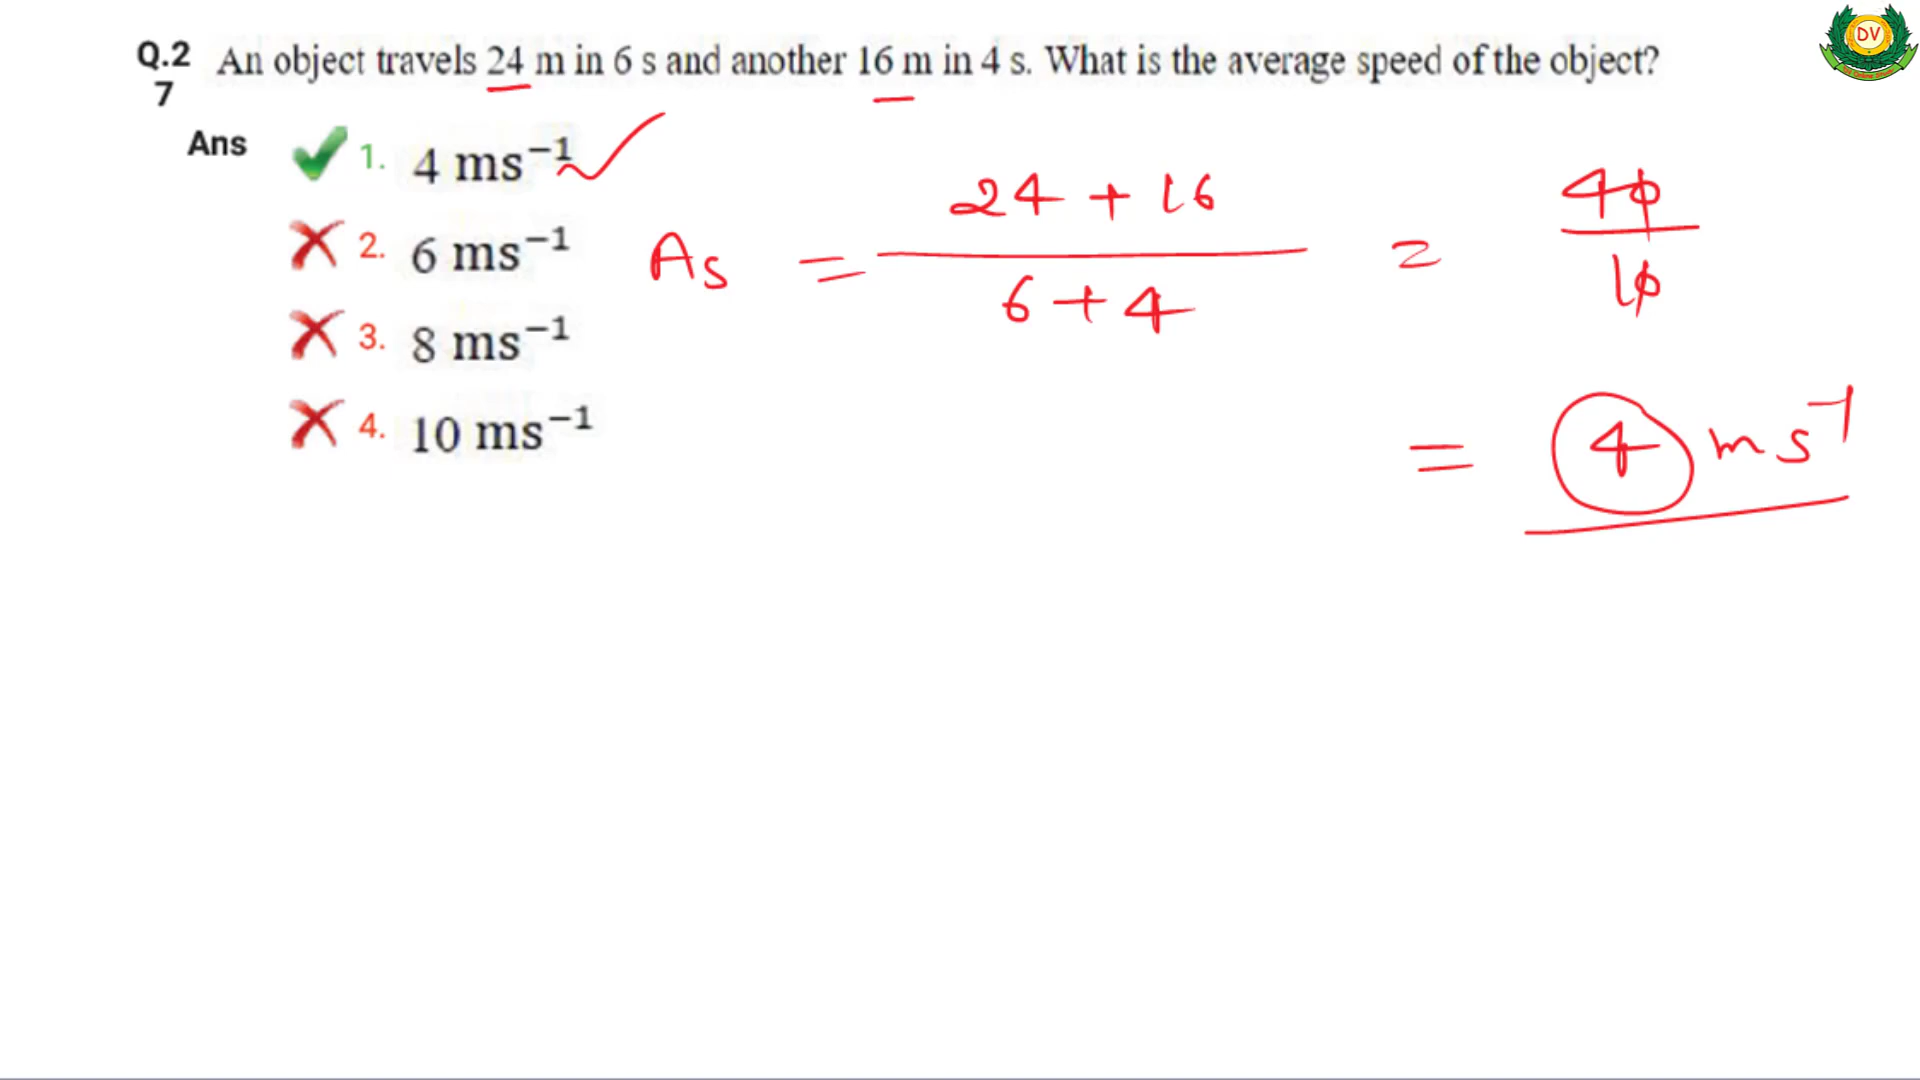 Q.2 An object travels 24 m in 6 s and another 16 m in 4 s. What is the average speed of the object?
7
Ans 1. 4 ms⁻¹
2. 6 ms⁻¹
3. 8 ms⁻¹
4. 10 ms⁻¹
24 + 16
As = ———— = 40/10
6 + 4
= 4 ms⁻¹
DV